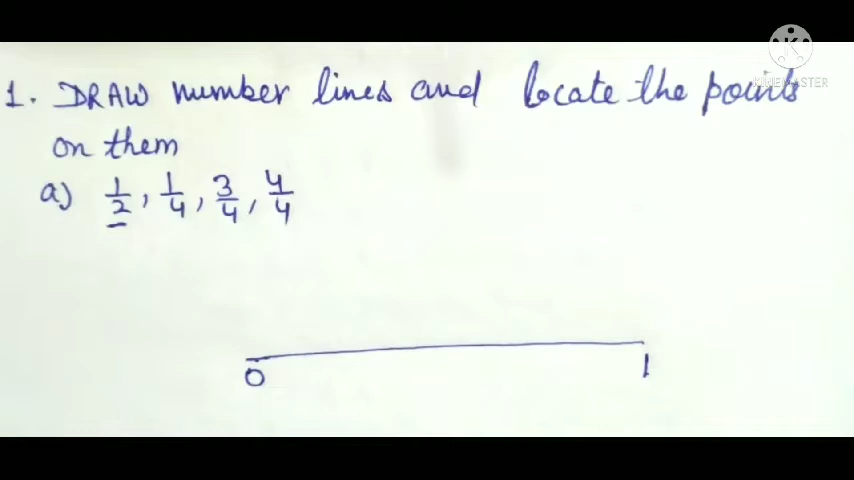 KINEMASTER
1. DRAW number lines and locate the points
on them
a) 1/2, 1/4, 3/4, 4/4
0 1